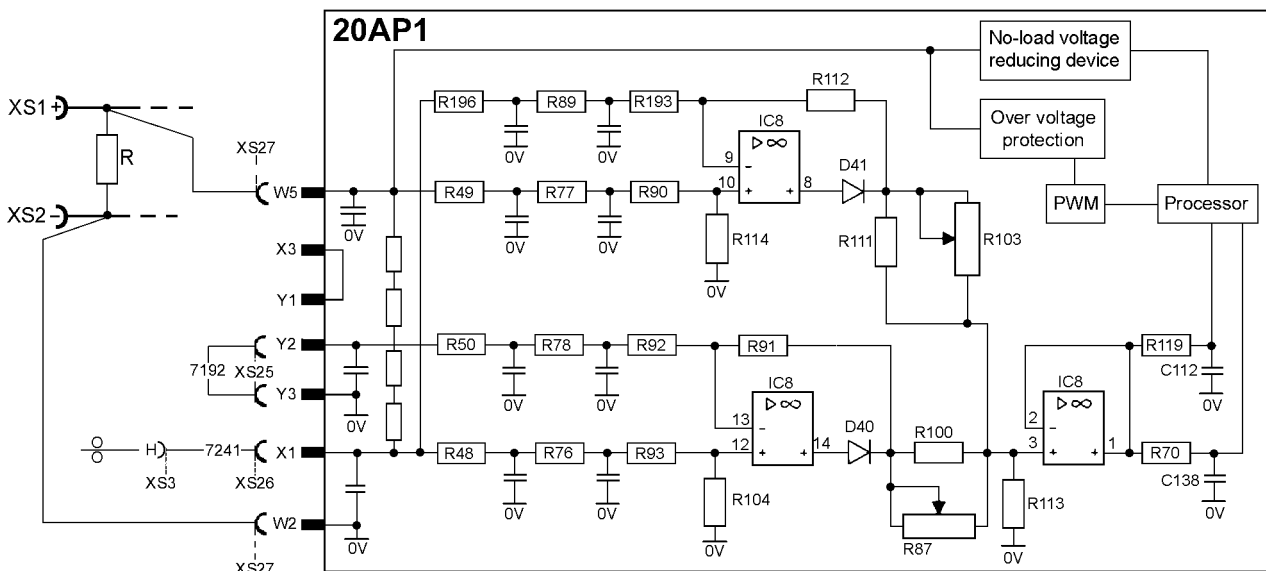 20AP1
No-load voltage
reducing device
R112
XS1 +
R196 R89 R193
IC8
Over voltage
protection
0V 0V
▷ ∞
R
XS27
9 -
D41
W5
R49 R77 R90
10 + + 8
PWM
Processor
XS2 -
0V
0V 0V
R114
R111
R103
X3
0V
Y1
Y2
R50 R78 R92 R91
R119
7192
XS25
C112
Y3
0V 0V
IC8
IC8
0V
0V
▷ ∞
▷ ∞
13 -
D40
2 -
R100
H
7241
X1
R48 R76 R93
12 + + 14
3 + + 1
R70
XS3
XS26
C138
0V 0V
R104
R113
0V
W2
0V
0V
R87
0V
XS27